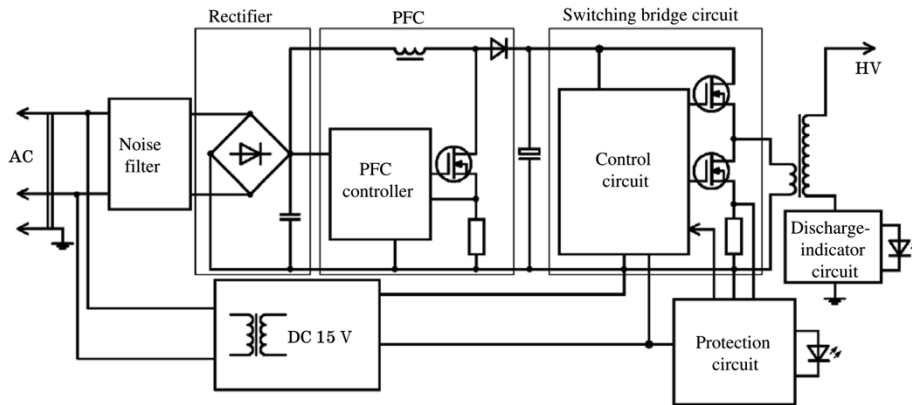 Rectifier
PFC
Switching bridge circuit
HV
AC
Noise
filter
PFC
controller
Control
circuit
Discharge-
indicator
circuit
DC 15 V
Protection
circuit